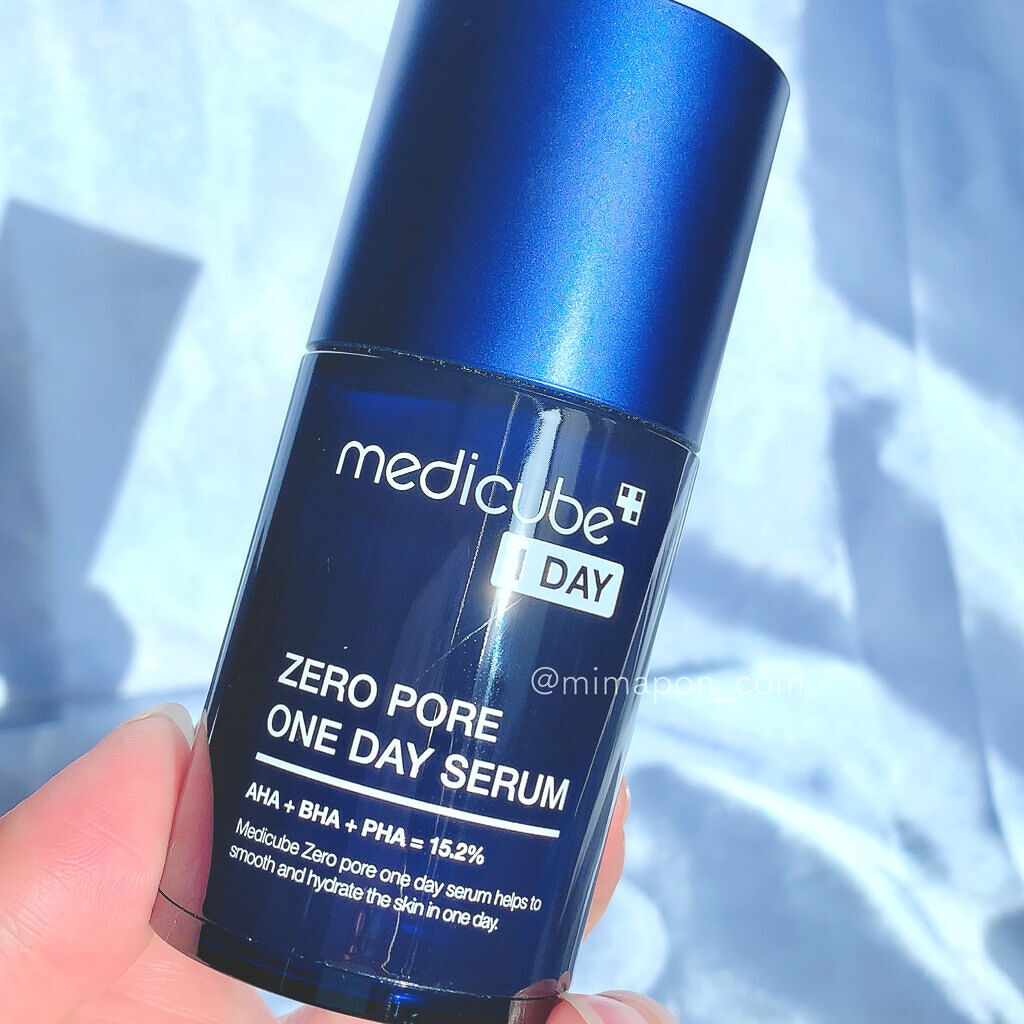 medicube
1 DAY
@mimapon_com
ZERO PORE
ONE DAY SERUM
AHA + BHA + PHA = 15.2%
Medicube Zero pore one day serum helps to
smooth and hydrate the skin in one day.